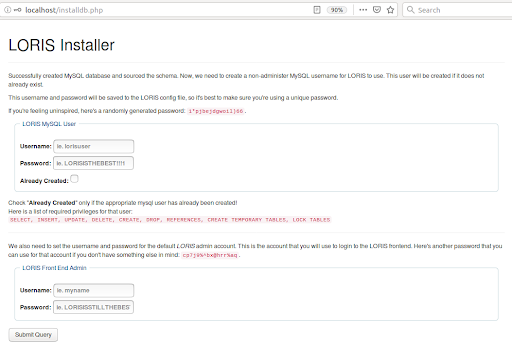 localhost/installdb.php
90%
Search
LORIS Installer
Successfully created MySQL database and sourced the schema. Now, we need to create a non-administer MySQL username for LORIS to use. This user will be created if it does not
already exist.
This username and password will be saved to the LORIS config file, so it's best to make sure you're using a unique password.
If you're feeling uninspired, here's a randomly generated password:
LORIS MySQL User
Username: ie. lorisuser
Password: ie. LORISISTHEBEST!!!1
Already Created:
Check "Already Created" only if the appropriate mysql user has already been created!
Here is a list of required privileges for that user:
SELECT, INSERT, UPDATE, DELETE, CREATE, DROP, REFERENCES, CREATE TEMPORARY TABLES, LOCK TABLES
We also need to set the username and password for the default LORIS admin account. This is the account that you will use to login to the LORIS frontend. Here's another password that you
can use for that account if you don't have something else in mind:
LORIS Front End Admin
Username: ie. myname
Password: ie. LORISISSTILLTHEBES
Submit Query